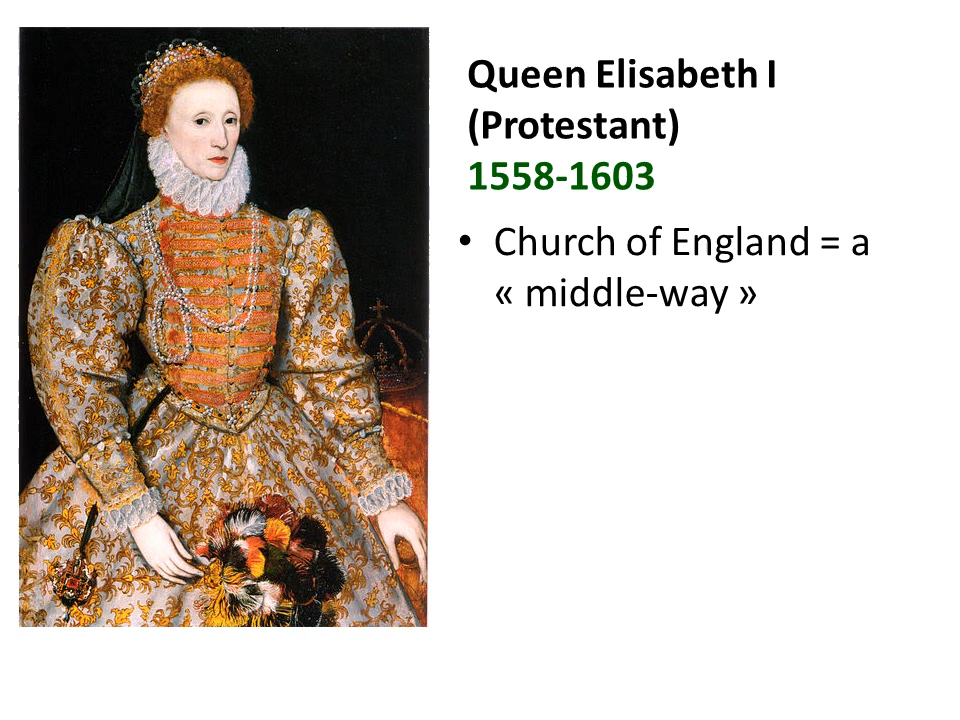 Queen Elisabeth I
(Protestant)
1558-1603
• Church of England = a
« middle-way »